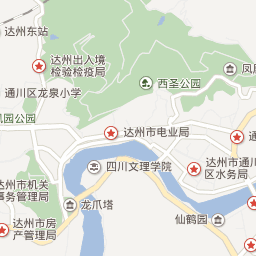 达州东站
达州出入境
检验检疫局
通川区龙泉小学
西圣公园
凤凰
凤凰园公园
达州市电业局
达州市通川
区水务局
四川文理学院
达州市机关
事务管理局
龙爪塔
仙鹤园
达州市房
产管理局